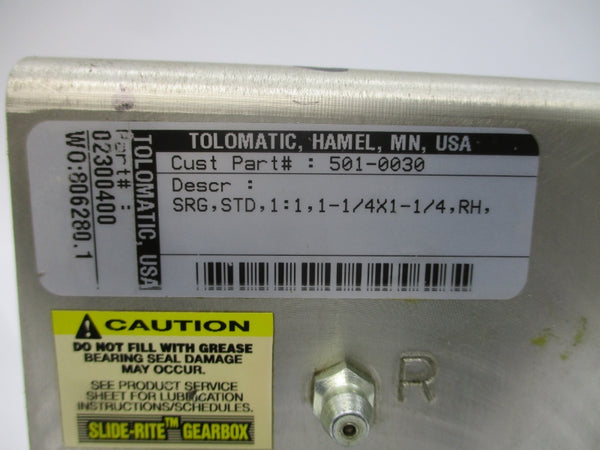 TOLOMATIC, HAMEL, MN, USA
Cust Part# : 501-0030
Descr :
SRG,STD,1:1,1-1/4X1-1/4,RH,
TOLOMATIC, USA
Part# :
02300400
WO:806280.1
CAUTION
DO NOT FILL WITH GREASE
BEARING SEAL DAMAGE
MAY OCCUR.
SEE PRODUCT SERVICE
SHEET FOR LUBRICATION
INSTRUCTIONS/SCHEDULES.
SLIDE-RITE™ GEARBOX
R